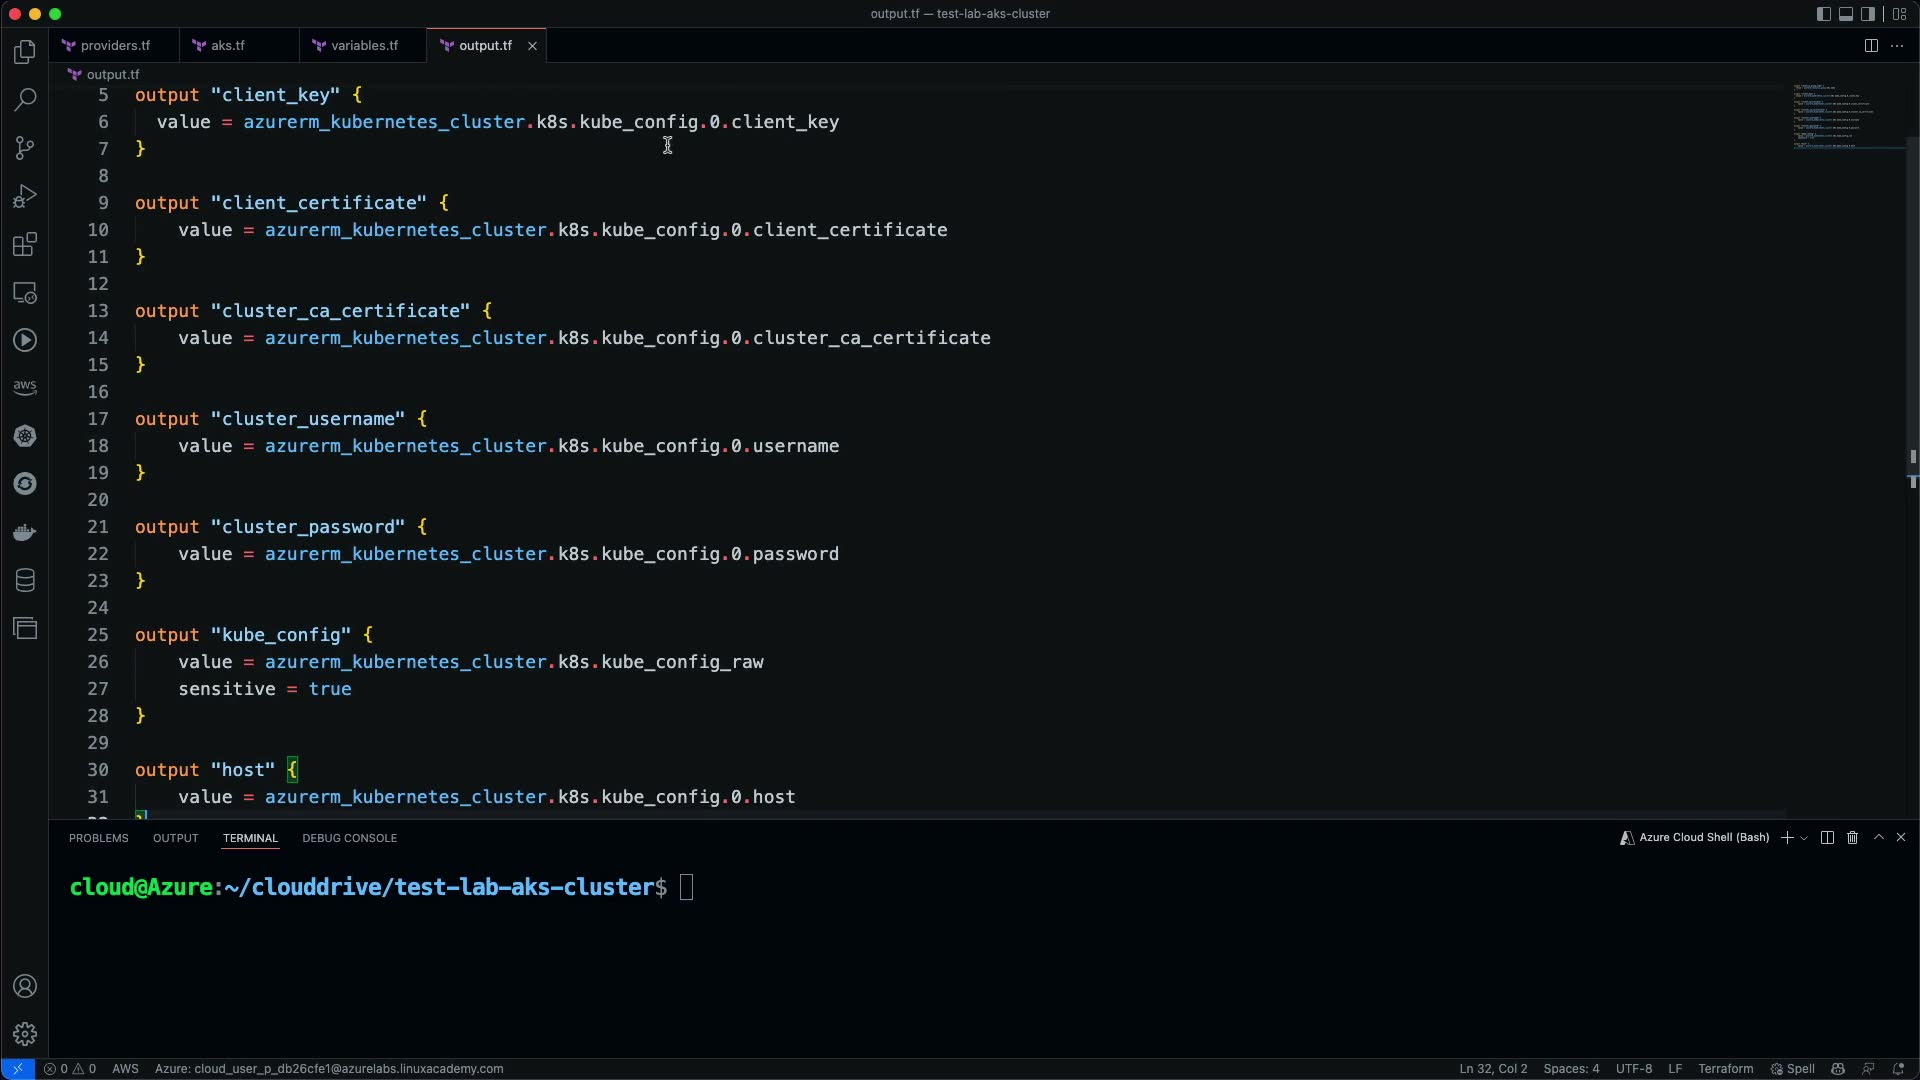 output.tf — test-lab-aks-cluster
providers.tf
aks.tf
variables.tf
output.tf
output.tf
5 output "client_key" {
6 value = azurerm_kubernetes_cluster.k8s.kube_config.0.client_key
7 }
8
9 output "client_certificate" {
10 value = azurerm_kubernetes_cluster.k8s.kube_config.0.client_certificate
11 }
12
13 output "cluster_ca_certificate" {
14 value = azurerm_kubernetes_cluster.k8s.kube_config.0.cluster_ca_certificate
15 }
16
17 output "cluster_username" {
18 value = azurerm_kubernetes_cluster.k8s.kube_config.0.username
19 }
20
21 output "cluster_password" {
22 value = azurerm_kubernetes_cluster.k8s.kube_config.0.password
23 }
24
25 output "kube_config" {
26 value = azurerm_kubernetes_cluster.k8s.kube_config_raw
27 sensitive = true
28 }
29
30 output "host" {
31 value = azurerm_kubernetes_cluster.k8s.kube_config.0.host
aws
PROBLEMS OUTPUT TERMINAL DEBUG CONSOLE
Azure Cloud Shell (Bash)
cloud@Azure:~/clouddrive/test-lab-aks-cluster$
0 0 AWS Azure: cloud_user_p_db26cfe1@azurelabs.linuxacademy.com
Ln 32, Col 2 Spaces: 4 UTF-8 LF Terraform Spell